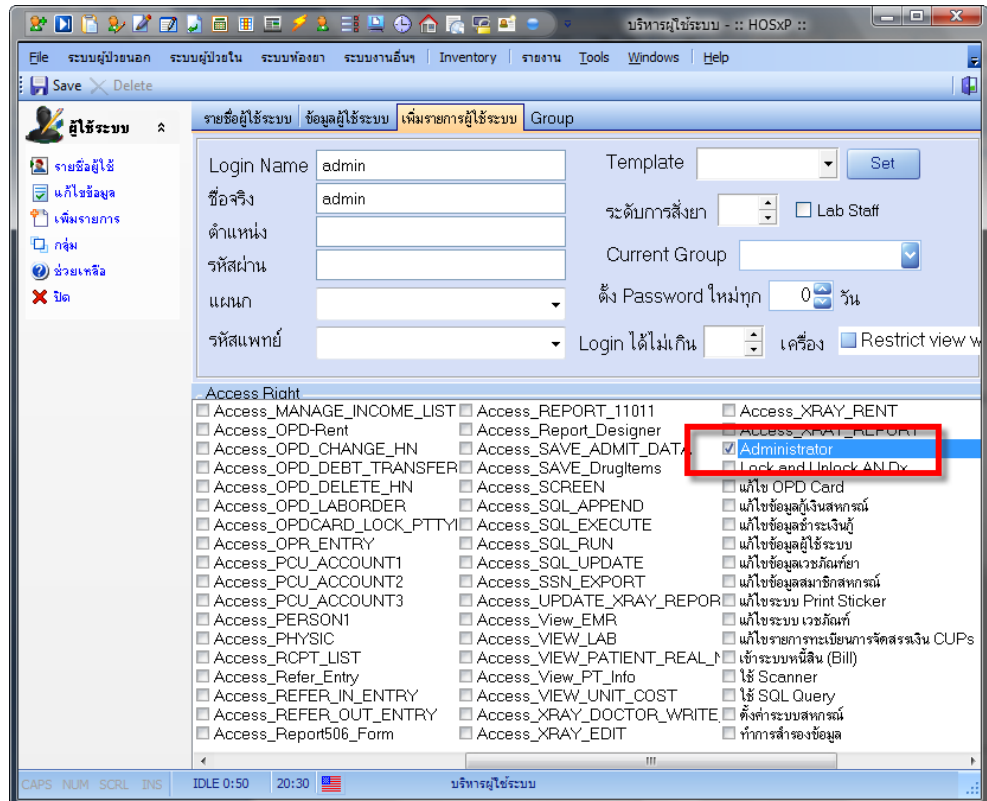 บริหารผู้ใช้ระบบ - :: HOSxP ::
File ระบบผู้ป่วยนอก ระบบผู้ป่วยใน ระบบห้องยา ระบบงานอื่นๆ Inventory รายงาน Tools Windows Help
Save Delete
ผู้ใช้ระบบ
รายชื่อผู้ใช้
แก้ไขข้อมูล
เพิ่มรายการ
กลุ่ม
ช่วยเหลือ
ปิด
รายชื่อผู้ใช้ระบบ ข้อมูลผู้ใช้ระบบ เพิ่มรายการผู้ใช้ระบบ Group
Login Name admin Template Set
ชื่อจริง admin ระดับการสั่งยา Lab Staff
ตำแหน่ง
รหัสผ่าน Current Group
แผนก ตั้ง Password ใหม่ทุก 0 วัน
รหัสแพทย์ Login ได้ไม่เกิน เครื่อง Restrict view w
Access Right
Access_MANAGE_INCOME_LIST Access_REPORT_11011 Access_XRAY_RENT
Access_OPD-Rent Access_Report_Designer Access_XRAY_REPORT
Access_OPD_CHANGE_HN Access_SAVE_ADMIT_DATA Administrator
Access_OPD_DEBT_TRANSFER Access_SAVE_DrugItems Lock and Unlock AN Dx
Access_OPD_DELETE_HN Access_SCREEN แก้ไข OPD Card
Access_OPD_LABORDER Access_SQL_APPEND แก้ไขข้อมูลกู้เงินสหกรณ์
Access_OPDCARD_LOCK_PTTYI Access_SQL_EXECUTE แก้ไขข้อมูลชำระเงินกู้
Access_OPR_ENTRY Access_SQL_RUN แก้ไขข้อมูลผู้ใช้ระบบ
Access_PCU_ACCOUNT1 Access_SQL_UPDATE แก้ไขข้อมูลเวชภัณฑ์ยา
Access_PCU_ACCOUNT2 Access_SSN_EXPORT แก้ไขข้อมูลสมาชิกสหกรณ์
Access_PCU_ACCOUNT3 Access_UPDATE_XRAY_REPOR แก้ไขระบบ Print Sticker
Access_PERSON1 Access_View_EMR แก้ไขระบบ เวชภัณฑ์
Access_PHYSIC Access_VIEW_LAB แก้ไขรายการทะเบียนการจัดสรรเงิน CUPs
Access_RCPT_LIST Access_VIEW_PATIENT_REAL_N เข้าระบบหนี้สิน (Bill)
Access_Refer_Entry Access_View_PT_Info ใช้ Scanner
Access_REFER_IN_ENTRY Access_VIEW_UNIT_COST ใช้ SQL Query
Access_REFER_OUT_ENTRY Access_XRAY_DOCTOR_WRITE_ ตั้งค่าระบบสหกรณ์
Access_Report506_Form Access_XRAY_EDIT ทำการสำรองข้อมูล
CAPS NUM SCRL INS IDLE 0:50 20:30 บริหารผู้ใช้ระบบ